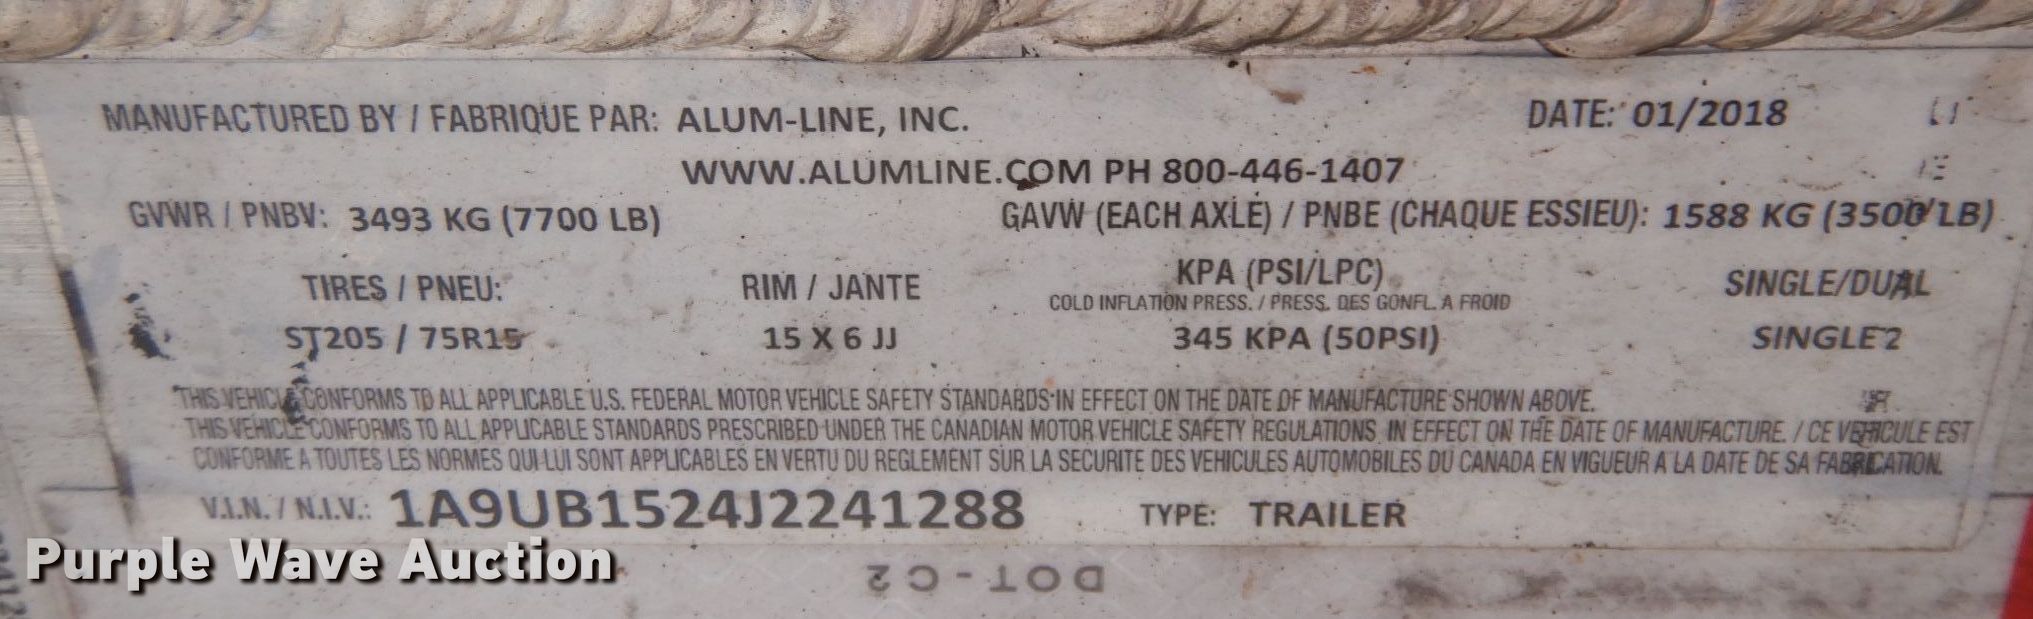 MANUFACTURED BY / FABRIQUE PAR: ALUM-LINE, INC. DATE: 01/2018
WWW.ALUMLINE.COM PH 800-446-1407
GVWR / PNBV: 3493 KG (7700 LB) GAVW (EACH AXLE) / PNBE (CHAQUE ESSIEU): 1588 KG (3500 LB)
TIRES / PNEU: RIM / JANTE KPA (PSI/LPC) SINGLE/DUAL
COLD INFLATION PRESS. / PRESS. DES GONFL. A FROID
ST205 / 75R15 15 X 6 JJ 345 KPA (50PSI) SINGLE 2
THIS VEHICLE CONFORMS TO ALL APPLICABLE U.S. FEDERAL MOTOR VEHICLE SAFETY STANDARDS IN EFFECT ON THE DATE OF MANUFACTURE SHOWN ABOVE.
THIS VEHICLE CONFORMS TO ALL APPLICABLE STANDARDS PRESCRIBED UNDER THE CANADIAN MOTOR VEHICLE SAFETY REGULATIONS IN EFFECT ON THE DATE OF MANUFACTURE. / CE VEHICULE EST
CONFORME A TOUTES LES NORMES QUI LUI SONT APPLICABLES EN VERTU DU REGLEMENT SUR LA SECURITE DES VEHICULES AUTOMOBILES DU CANADA EN VIGUEUR A LA DATE DE SA FABRICATION.
V.I.N. / N.I.V.: 1A9UB1524J2241288 TYPE: TRAILER
Purple Wave Auction
DOT-C2